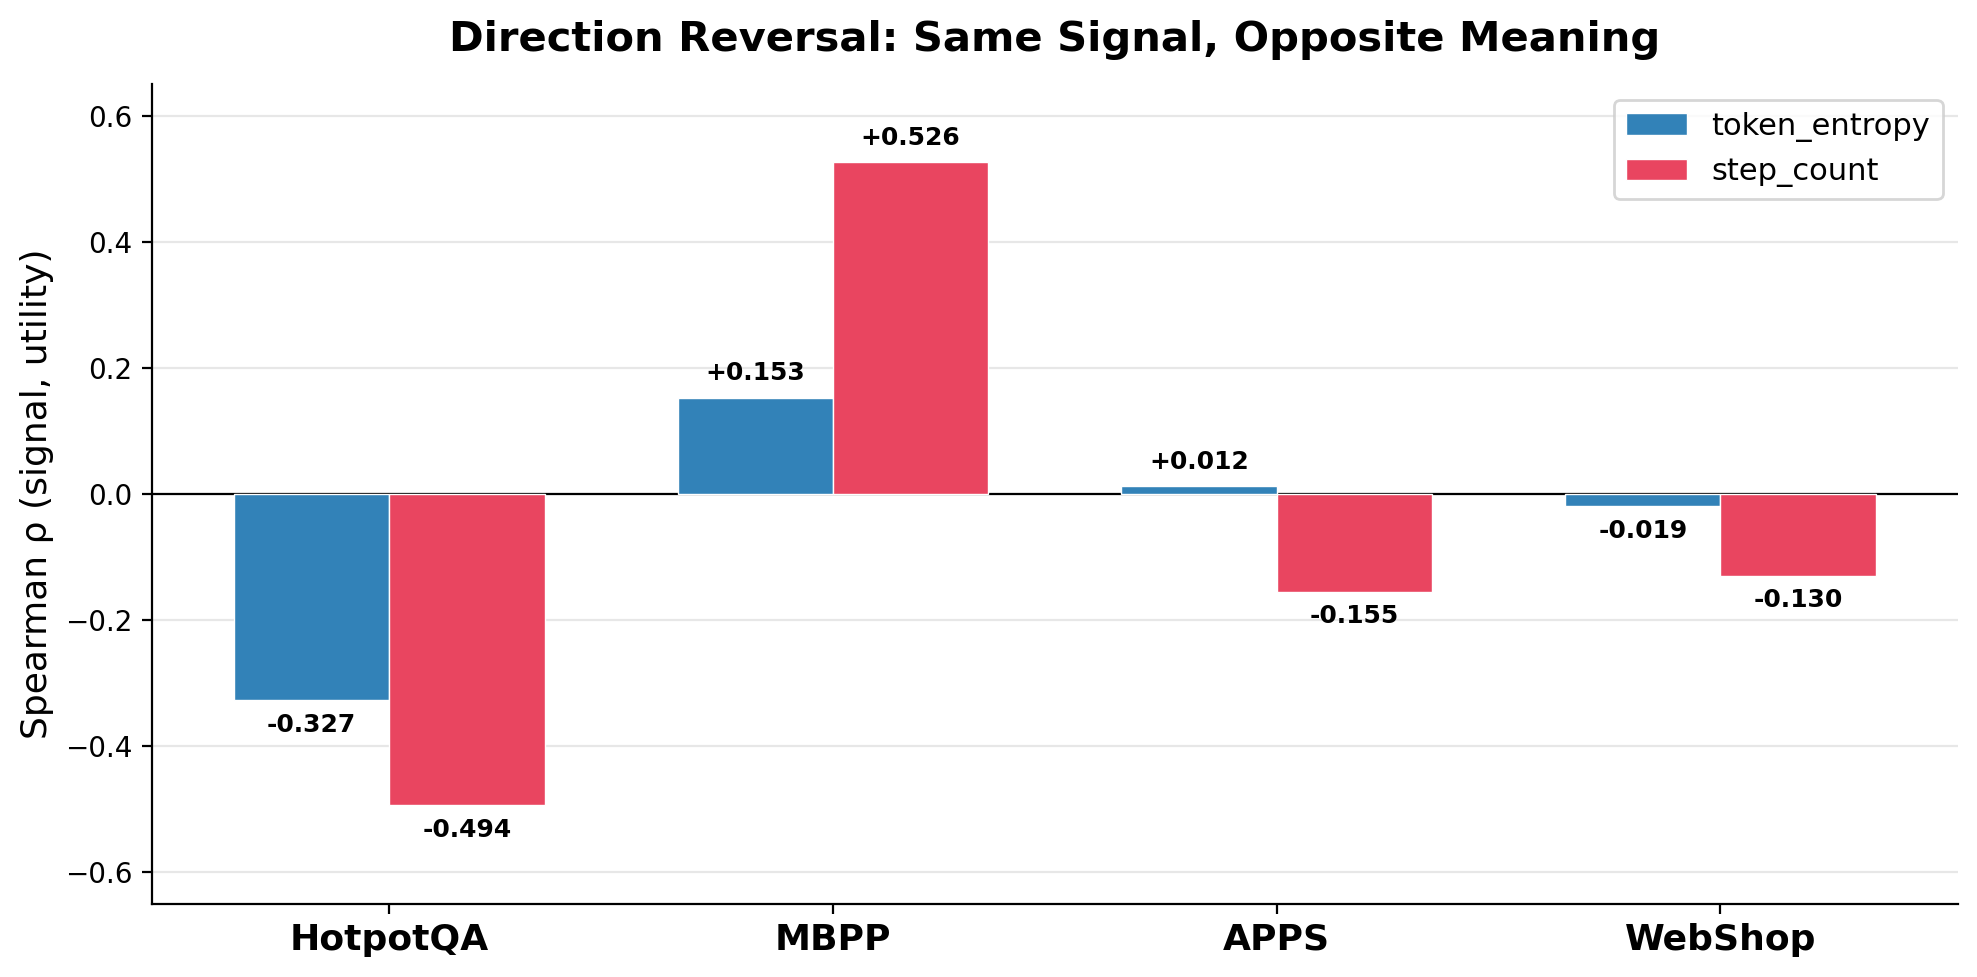 Direction Reversal: Same Signal, Opposite Meaning
Spearman ρ (signal, utility)
0.6
0.4
0.2
0.0
−0.2
−0.4
−0.6
token_entropy
step_count
-0.327
-0.494
+0.153
+0.526
+0.012
-0.155
-0.019
-0.130
HotpotQA
MBPP
APPS
WebShop